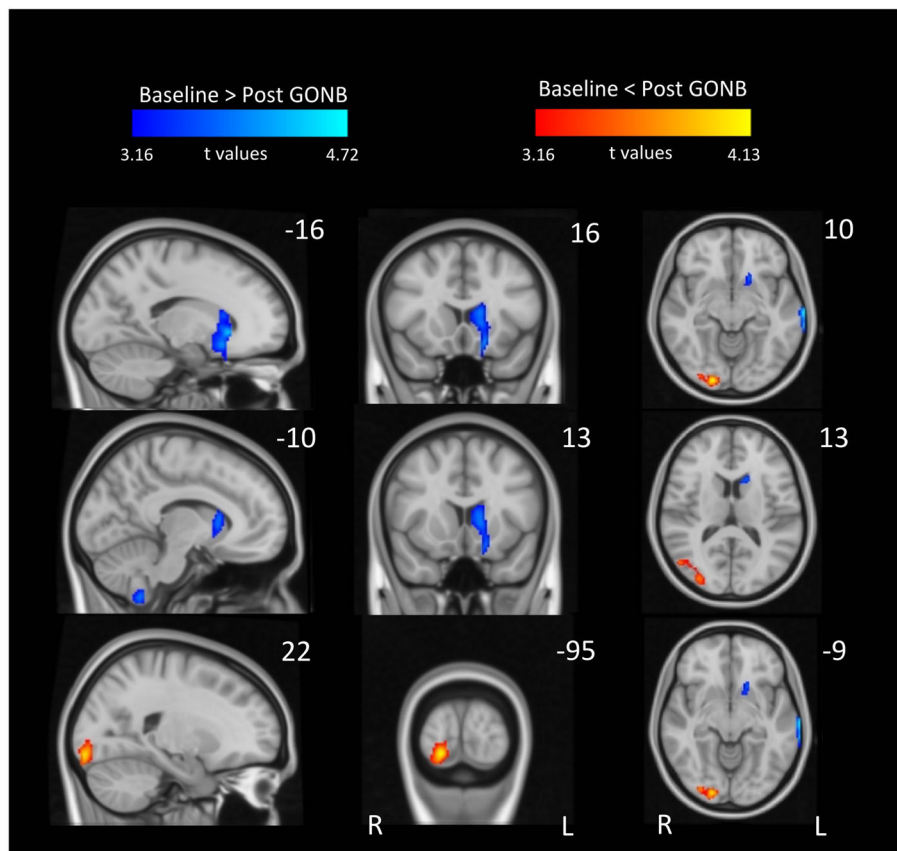 Baseline > Post GONB
Baseline < Post GONB
3.16 t values 4.72
3.16 t values 4.13
-16
16
10
-10
13
13
22
-95
-9
R L
R L